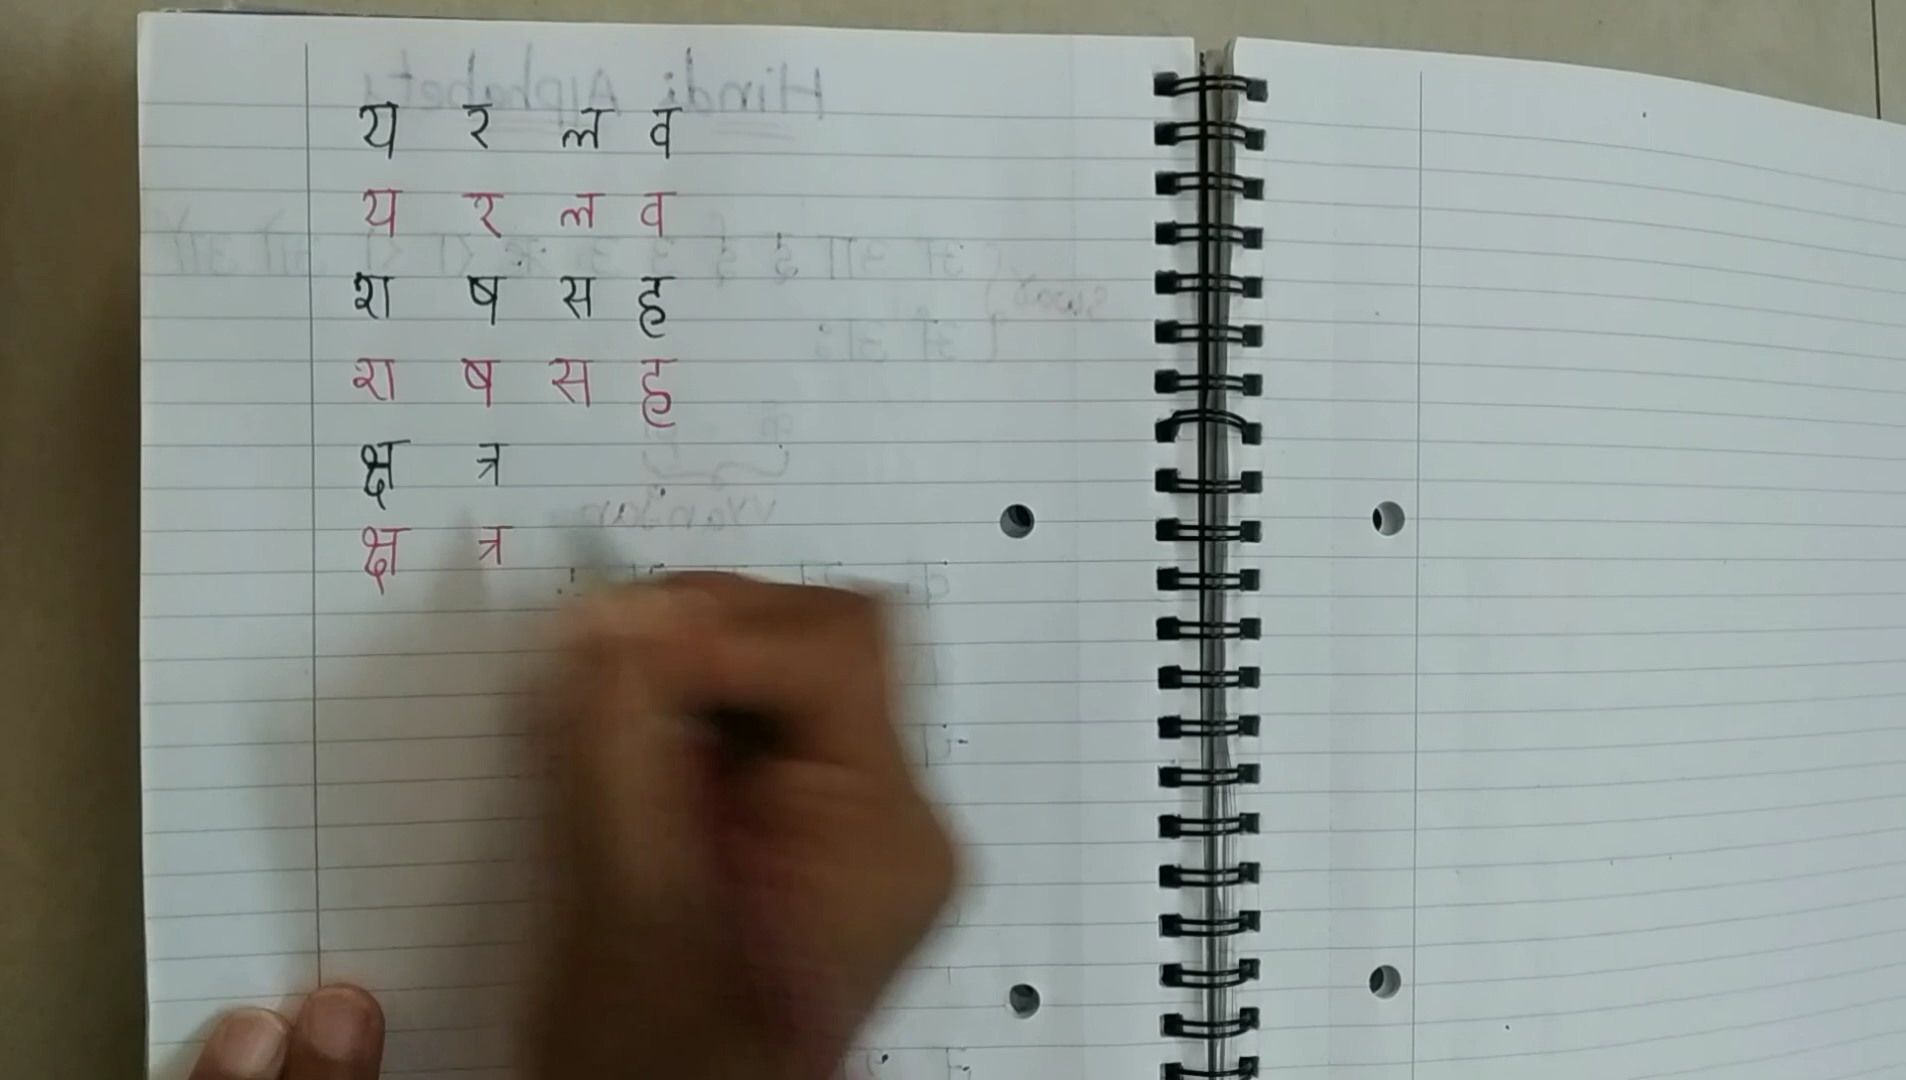 य र ल व
य र ल व
श ष स ह
श ष स ह
क्ष त्र
क्ष त्र